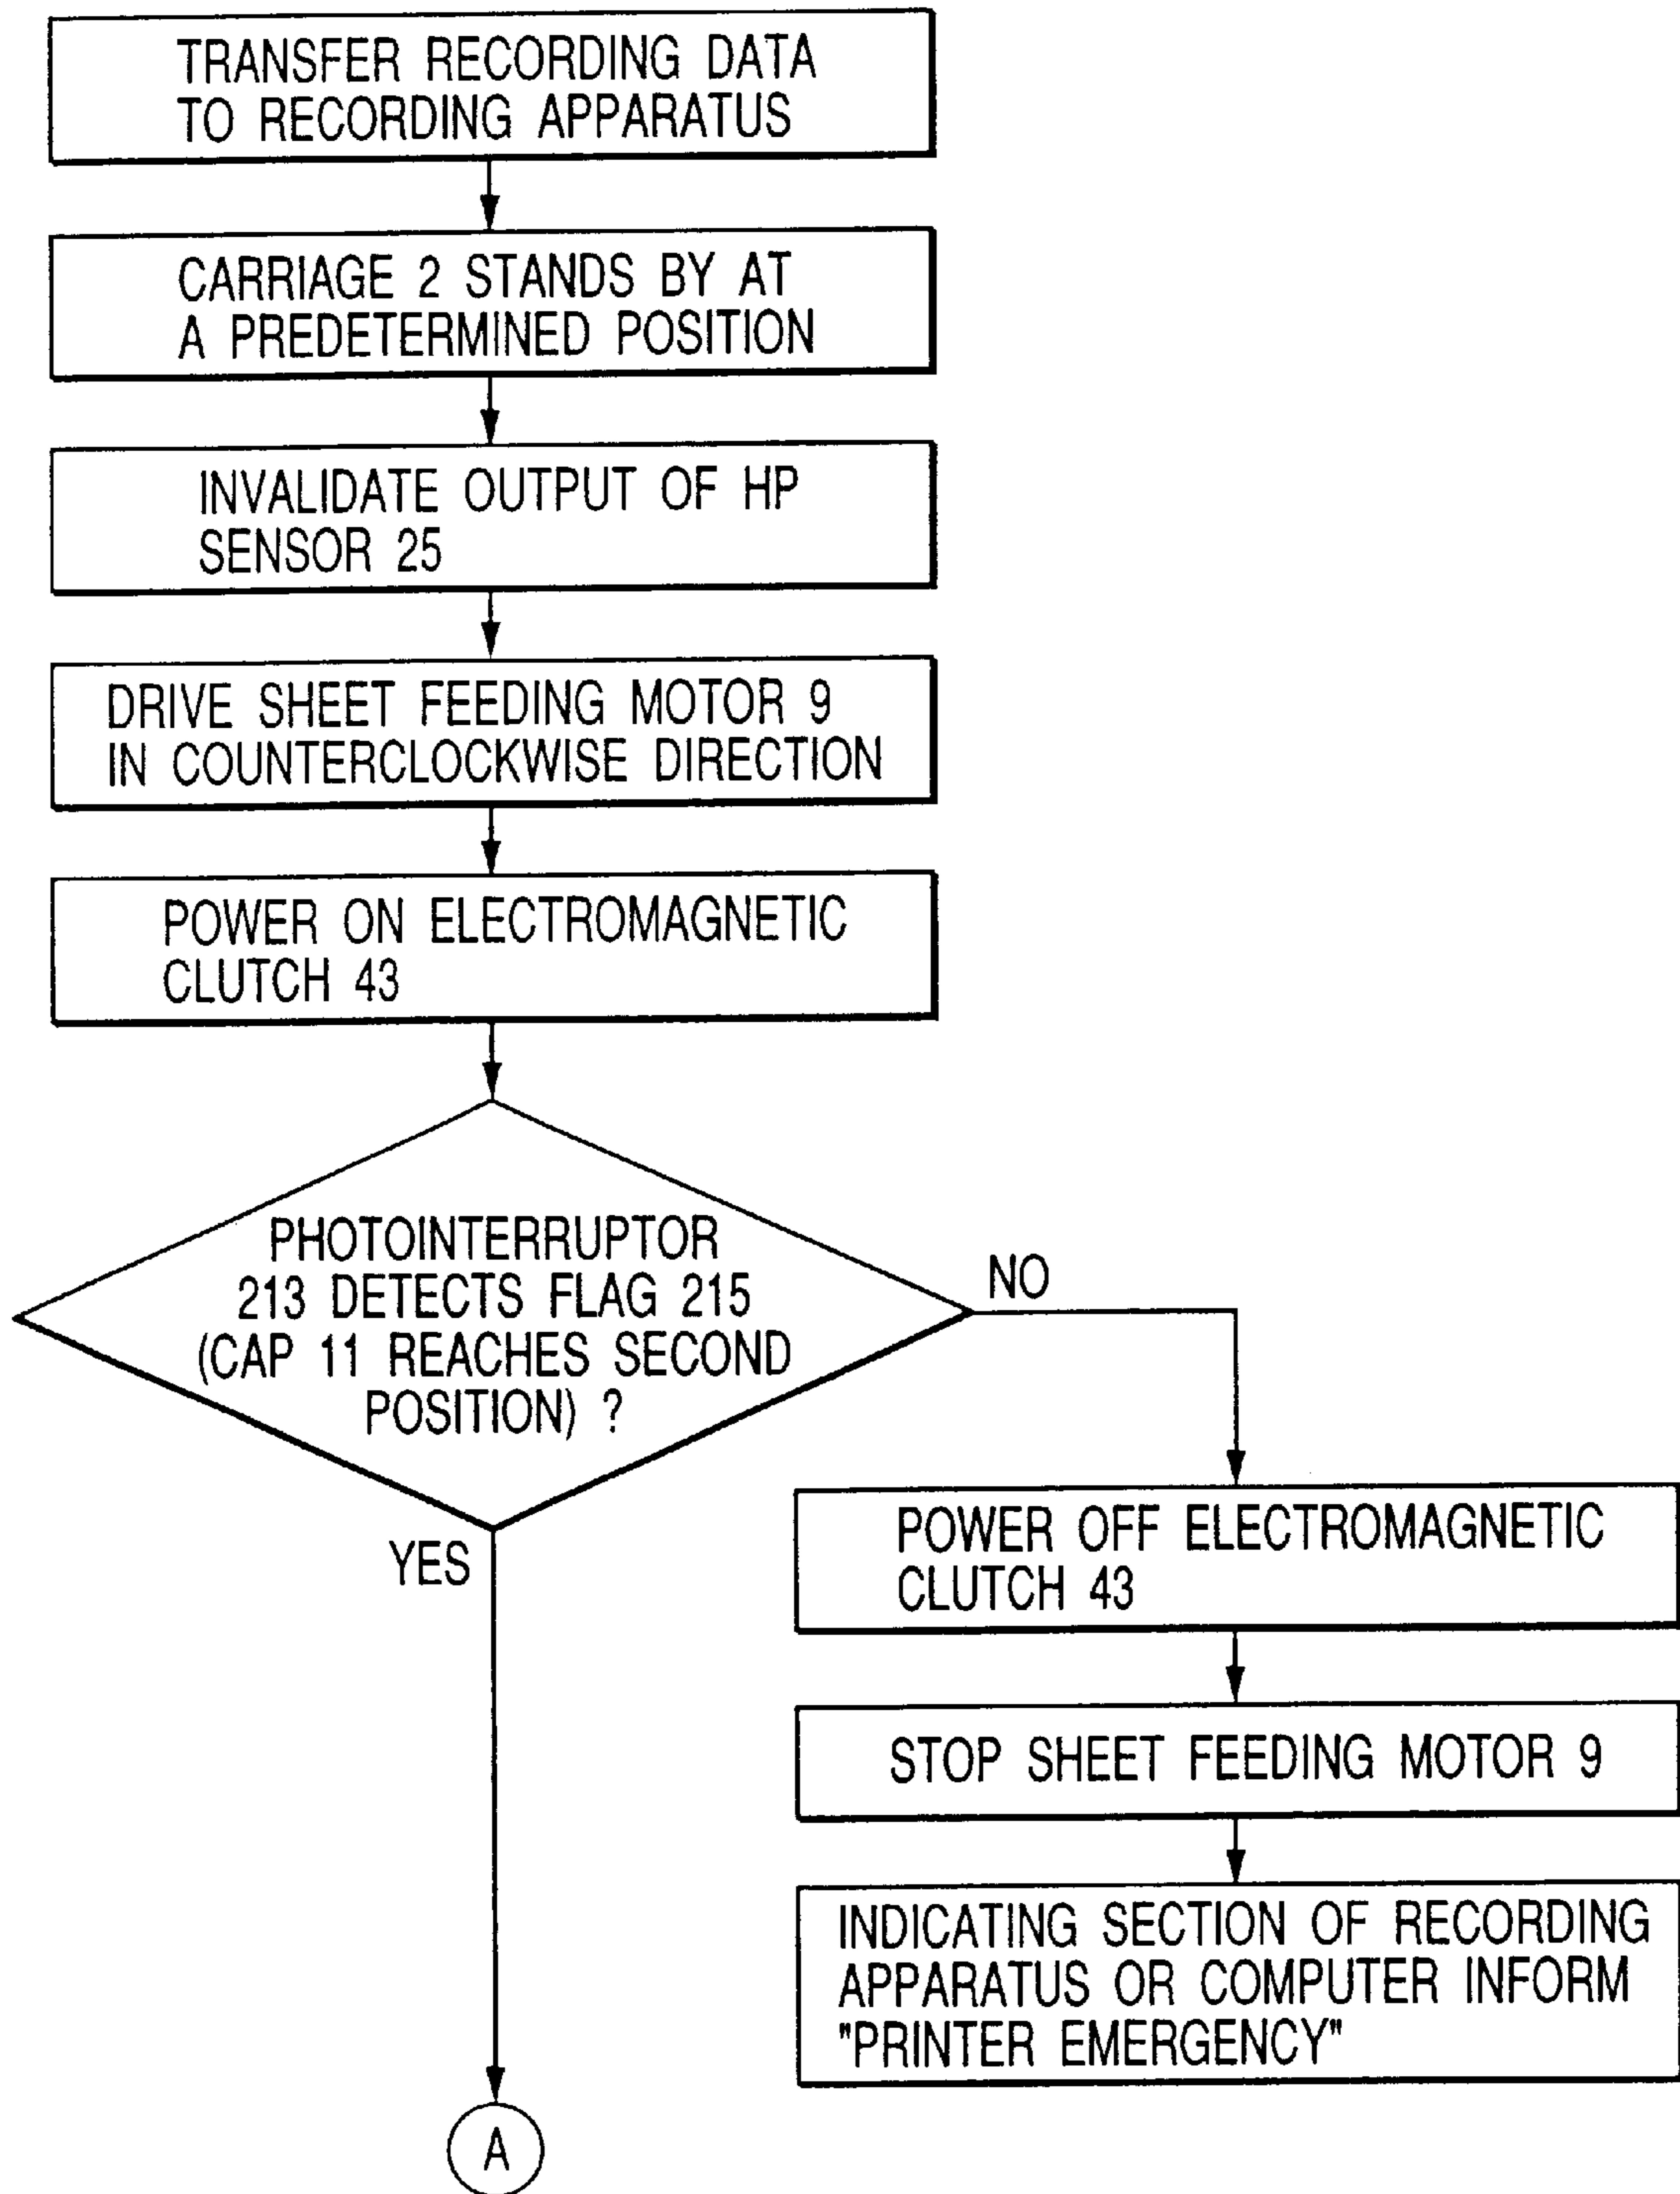 TRANSFER RECORDING DATA
TO RECORDING APPARATUS
CARRIAGE 2 STANDS BY AT
A PREDETERMINED POSITION
INVALIDATE OUTPUT OF HP
SENSOR 25
DRIVE SHEET FEEDING MOTOR 9
IN COUNTERCLOCKWISE DIRECTION
POWER ON ELECTROMAGNETIC
CLUTCH 43
PHOTOINTERRUPTOR
213 DETECTS FLAG 215
(CAP 11 REACHES SECOND
POSITION) ?
NO
YES
POWER OFF ELECTROMAGNETIC
CLUTCH 43
STOP SHEET FEEDING MOTOR 9
INDICATING SECTION OF RECORDING
APPARATUS OR COMPUTER INFORM
"PRINTER EMERGENCY"
A